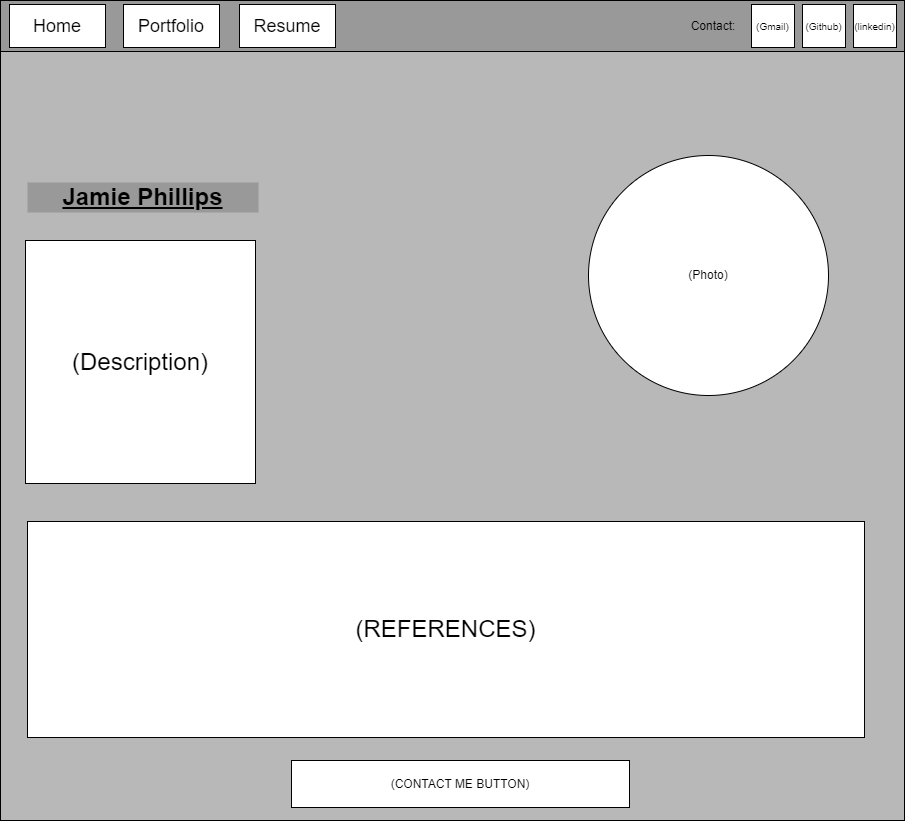 Home
Portfolio
Resume
Contact:
(Gmail)
(Github)
(linkedin)
Jamie Phillips
(Photo)
(Description)
(REFERENCES)
(CONTACT ME BUTTON)